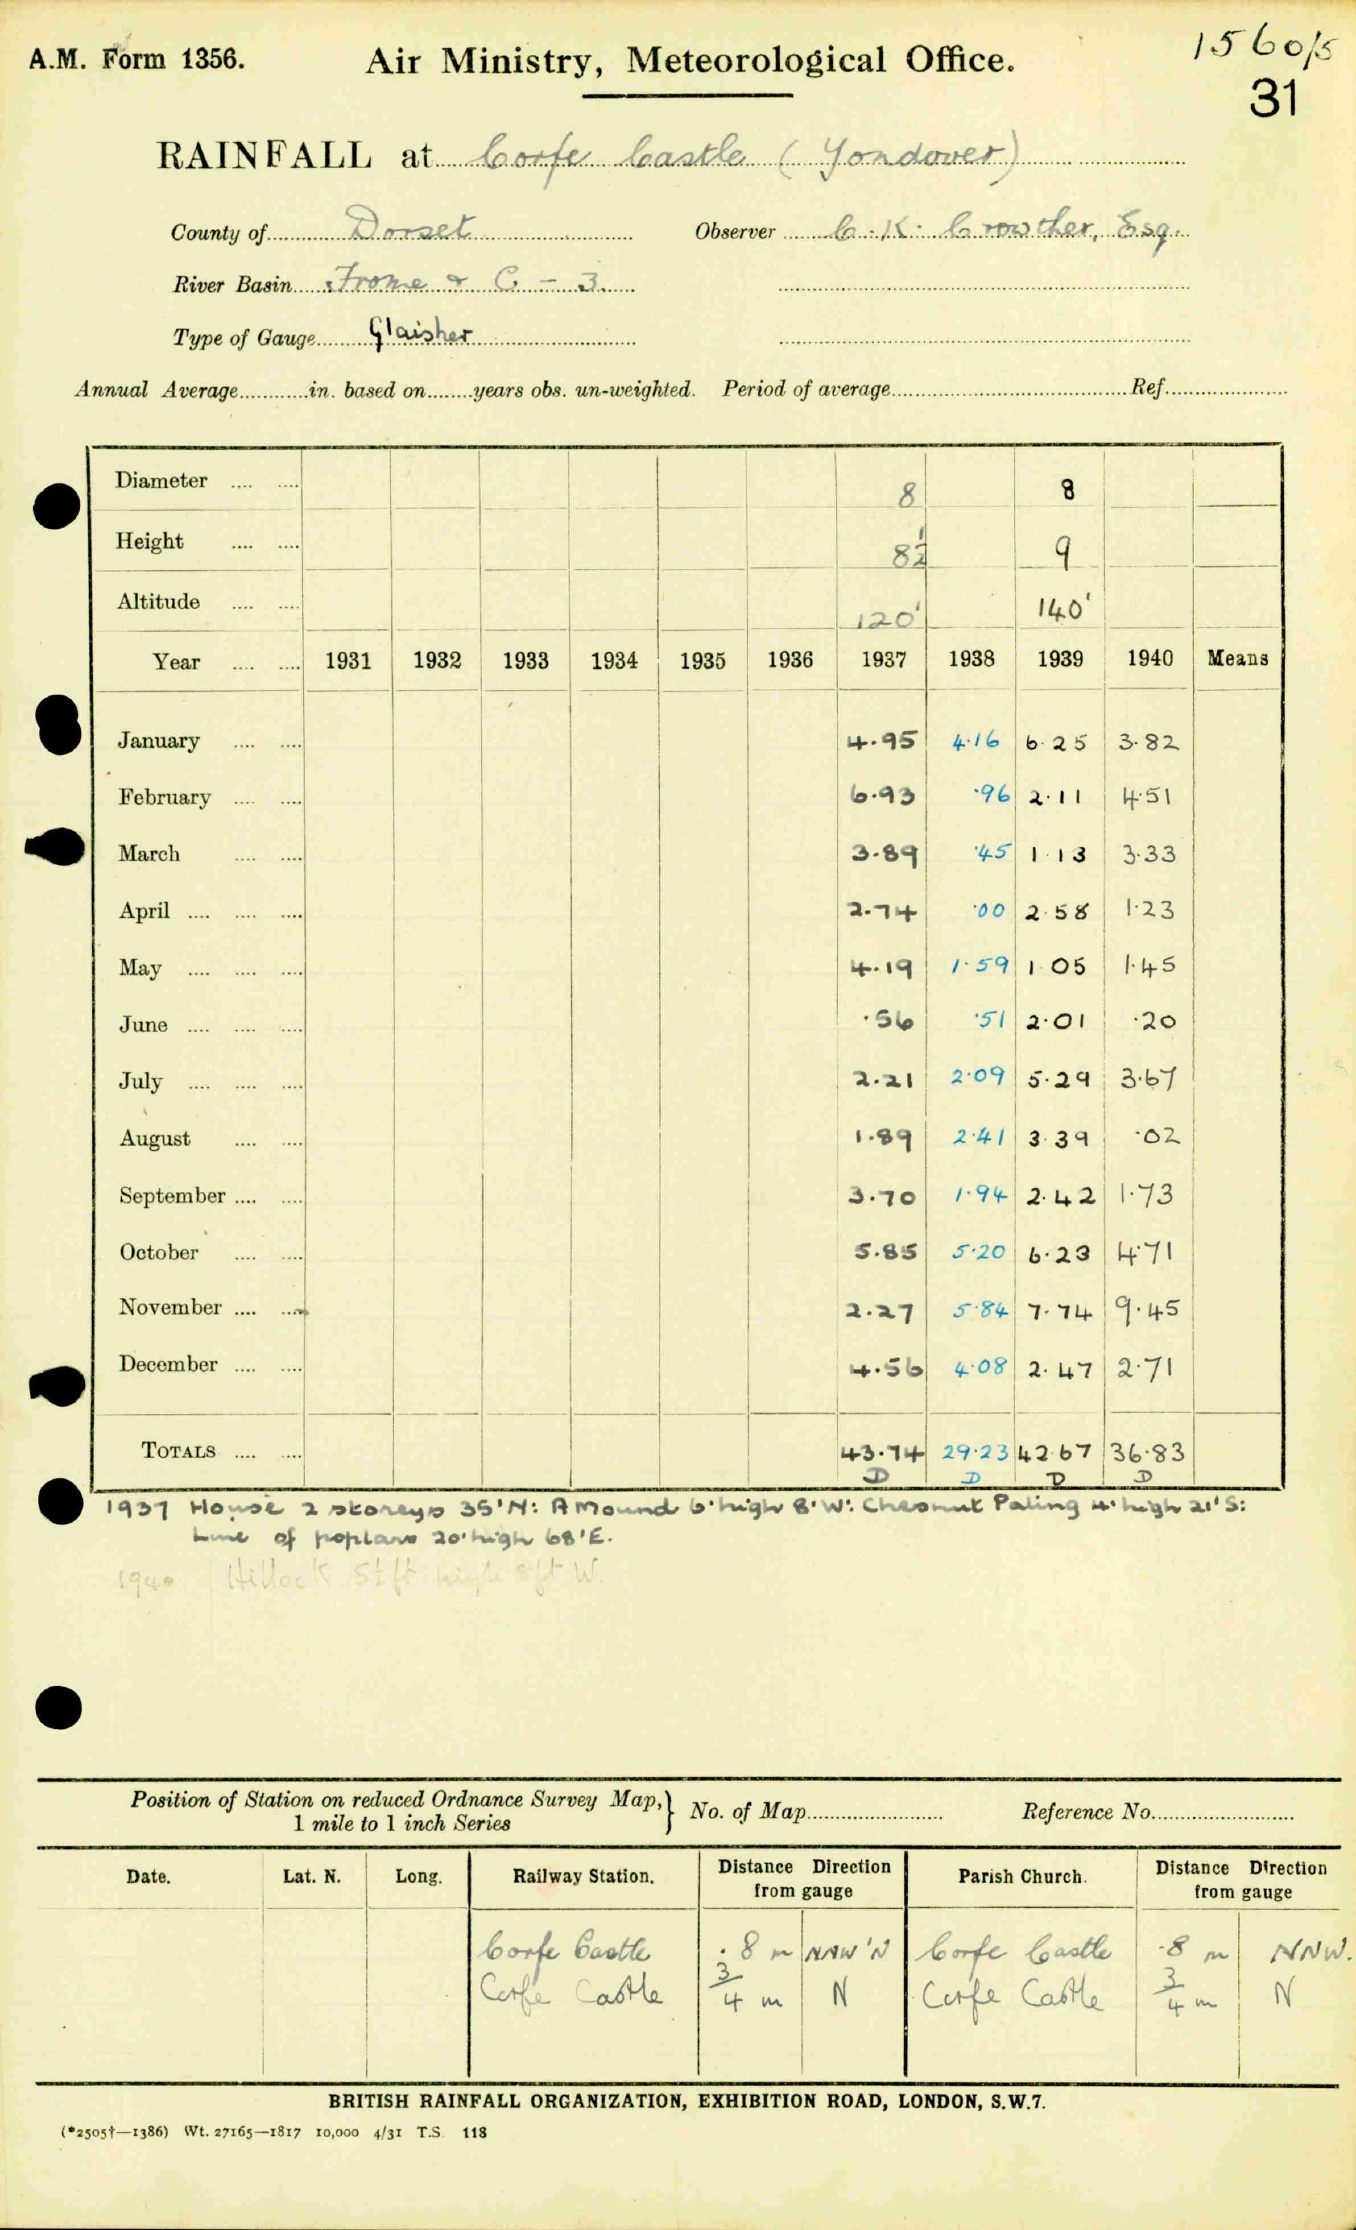 A.M. Form 1356. Air Ministry, Meteorological Office. 1560/5
31
RAINFALL at Corfe Castle (Yondover)
County of Dorset Observer C. K. Crowther, Esq.
River Basin Frome & C. - 3.
Type of Gauge Glaisher
Annual Average in. based on years obs. un-weighted. Period of average Ref.
Diameter 8 8
Height 8½ 9
Altitude 120' 140'
Year 1931 1932 1933 1934 1935 1936 1937 1938 1939 1940 Means
January 4.95 4.16 6.25 3.82
February 6.93 .96 2.11 4.51
March 3.89 .45 1.13 3.33
April 2.74 .00 2.58 1.23
May 4.19 1.59 1.05 1.45
June .56 .51 2.01 .20
July 2.21 2.09 5.29 3.67
August 1.89 2.41 3.39 .02
September 3.70 1.94 2.42 1.73
October 5.85 5.20 6.23 4.71
November 2.27 5.84 7.74 9.45
December 4.56 4.08 2.47 2.71
TOTALS 43.74 29.23 42.67 36.83
D D D D
1937 House 2 storeys 35'N: A Mound 6'high 8'W: Chesnut Paling 4'high 21'S:
Line of poplars 20'high 68'E.
1940 Hillock 5½ft high 8ft W.
Position of Station on reduced Ordnance Survey Map, } No. of Map Reference No.
1 mile to 1 inch Series
Date. Lat. N. Long. Railway Station. Distance Direction from gauge Parish Church. Distance Direction from gauge
Corfe Castle .8 m NNW'N Corfe Castle .8 m NNW.
Corfe Castle 3/4 m N Corfe Castle 3/4 m N
BRITISH RAINFALL ORGANIZATION, EXHIBITION ROAD, LONDON, S.W.7.
(*2505†—1386) Wt. 27165—1817 10,000 4/31 T.S. 118